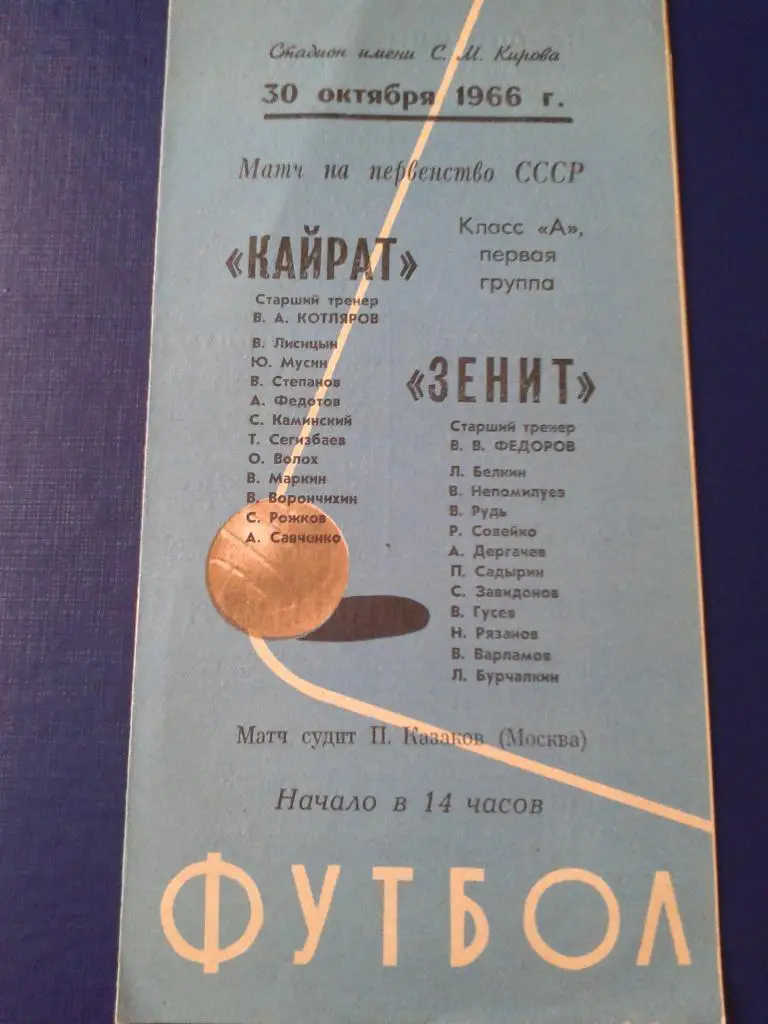 Стадион имени С. М. Кирова
30 октября 1966 г.
Матч на первенство СССР
Класс «А»,
первая
группа
«КАЙРАТ»
Старший тренер
В. А. КОТЛЯРОВ
В. Лисицын
Ю. Мусин
В. Степанов
А. Федотов
С. Каминский
Т. Сегизбаев
О. Волох
В. Маркин
В. Ворончихин
С. Рожков
А. Савченко
«ЗЕНИТ»
Старший тренер
В. В. ФЕДОРОВ
Л. Белкин
В. Непомилуев
В. Рудь
Р. Совейко
А. Дергачев
П. Садырин
С. Завидонов
В. Гусев
Н. Рязанов
В. Варламов
Л. Бурчалкин
Матч судит П. Казаков (Москва)
Начало в 14 часов
ФУТБОЛ